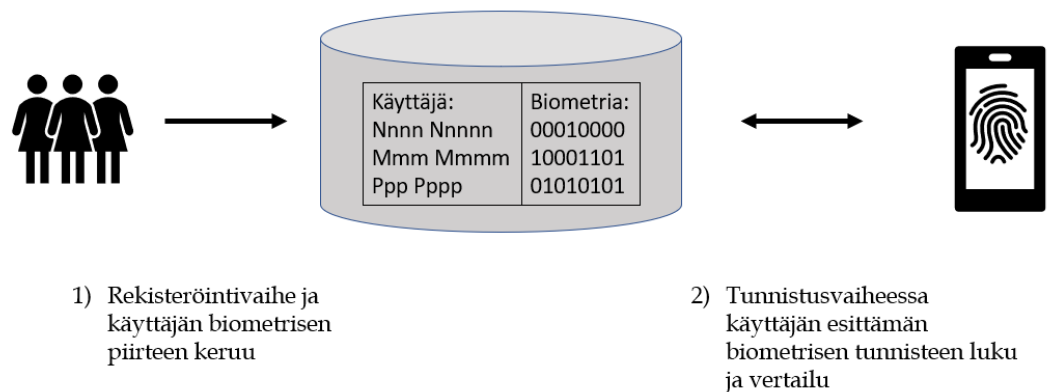 Käyttäjä: Biometria:
Nnnn Nnnnn 00010000
Mmm Mmmm 10001101
Ppp Pppp 01010101
1) Rekisteröintivaihe ja
käyttäjän biometrisen
piirteen keruu
2) Tunnistusvaiheessa
käyttäjän esittämän
biometrisen tunnisteen luku
ja vertailu